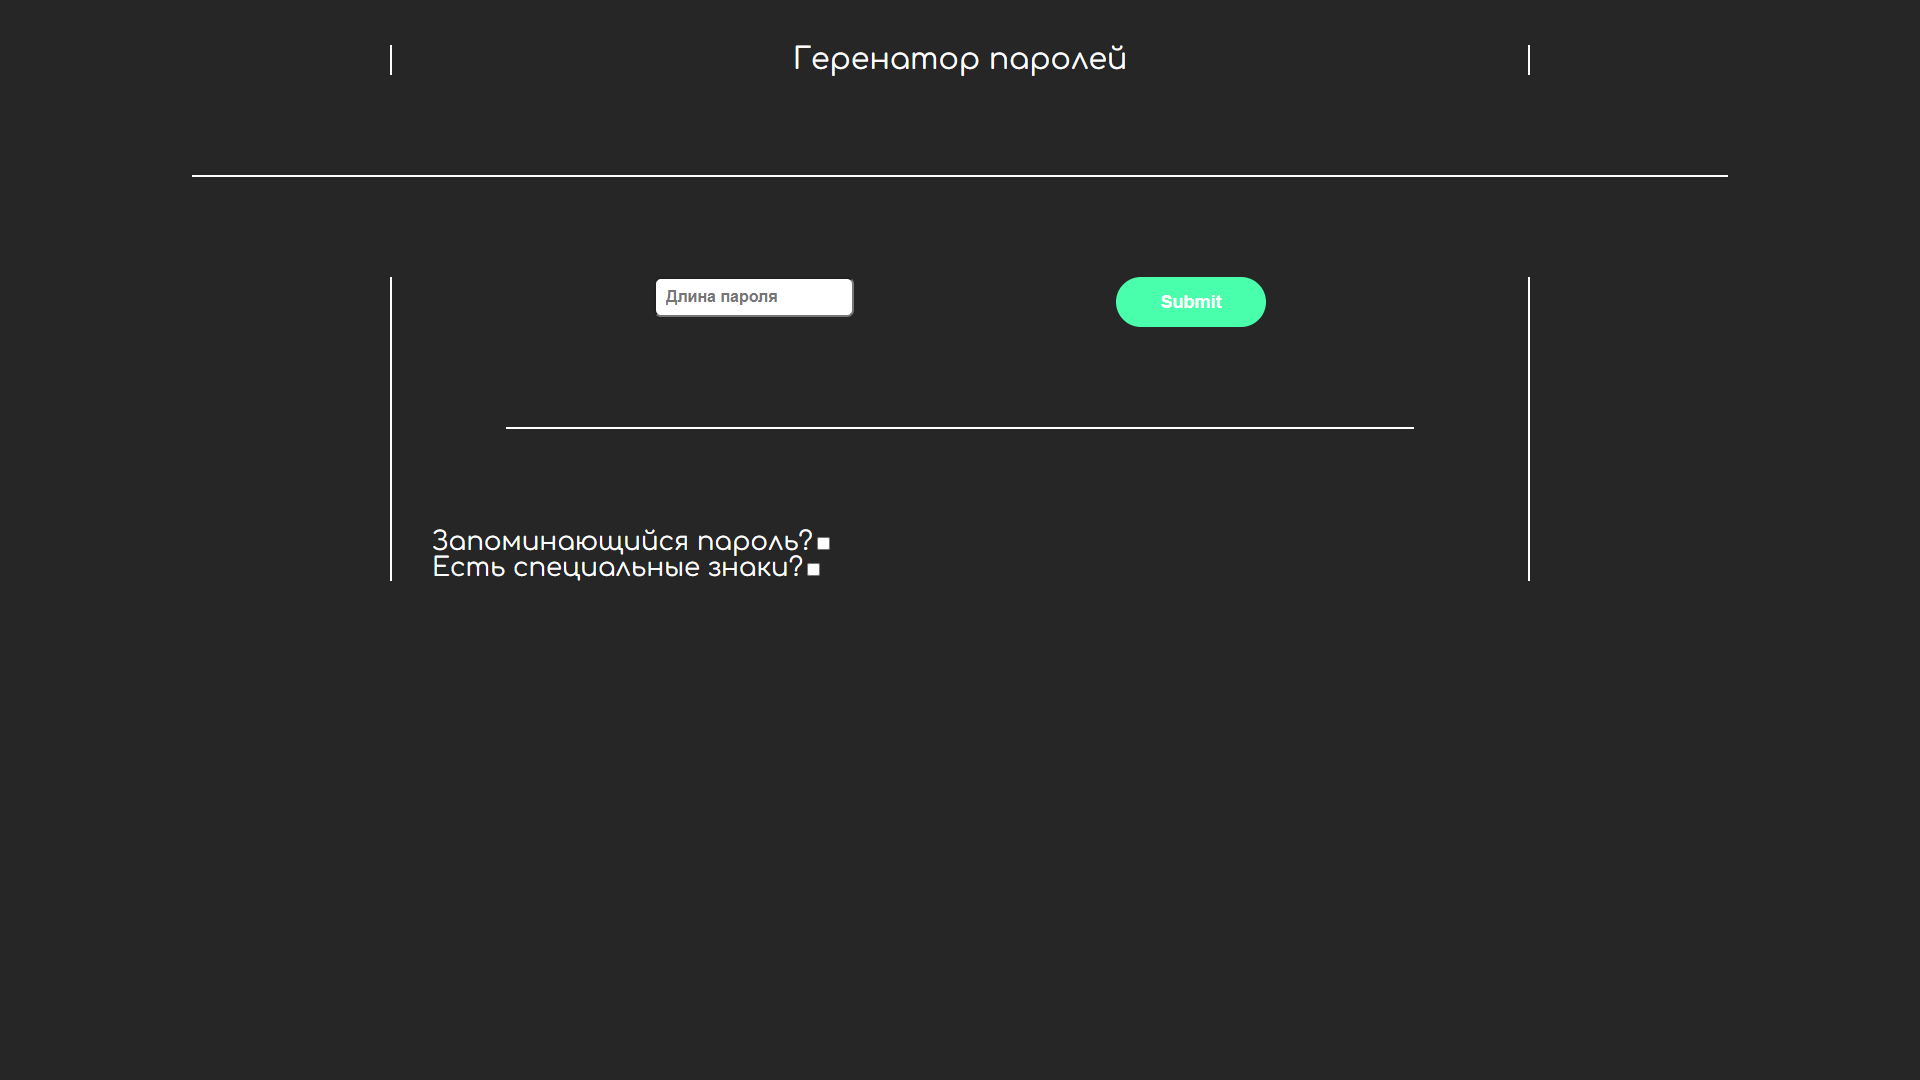 Геренатор паролей
Длина пароля
Submit
Запоминающийся пароль?
Есть специальные знаки?